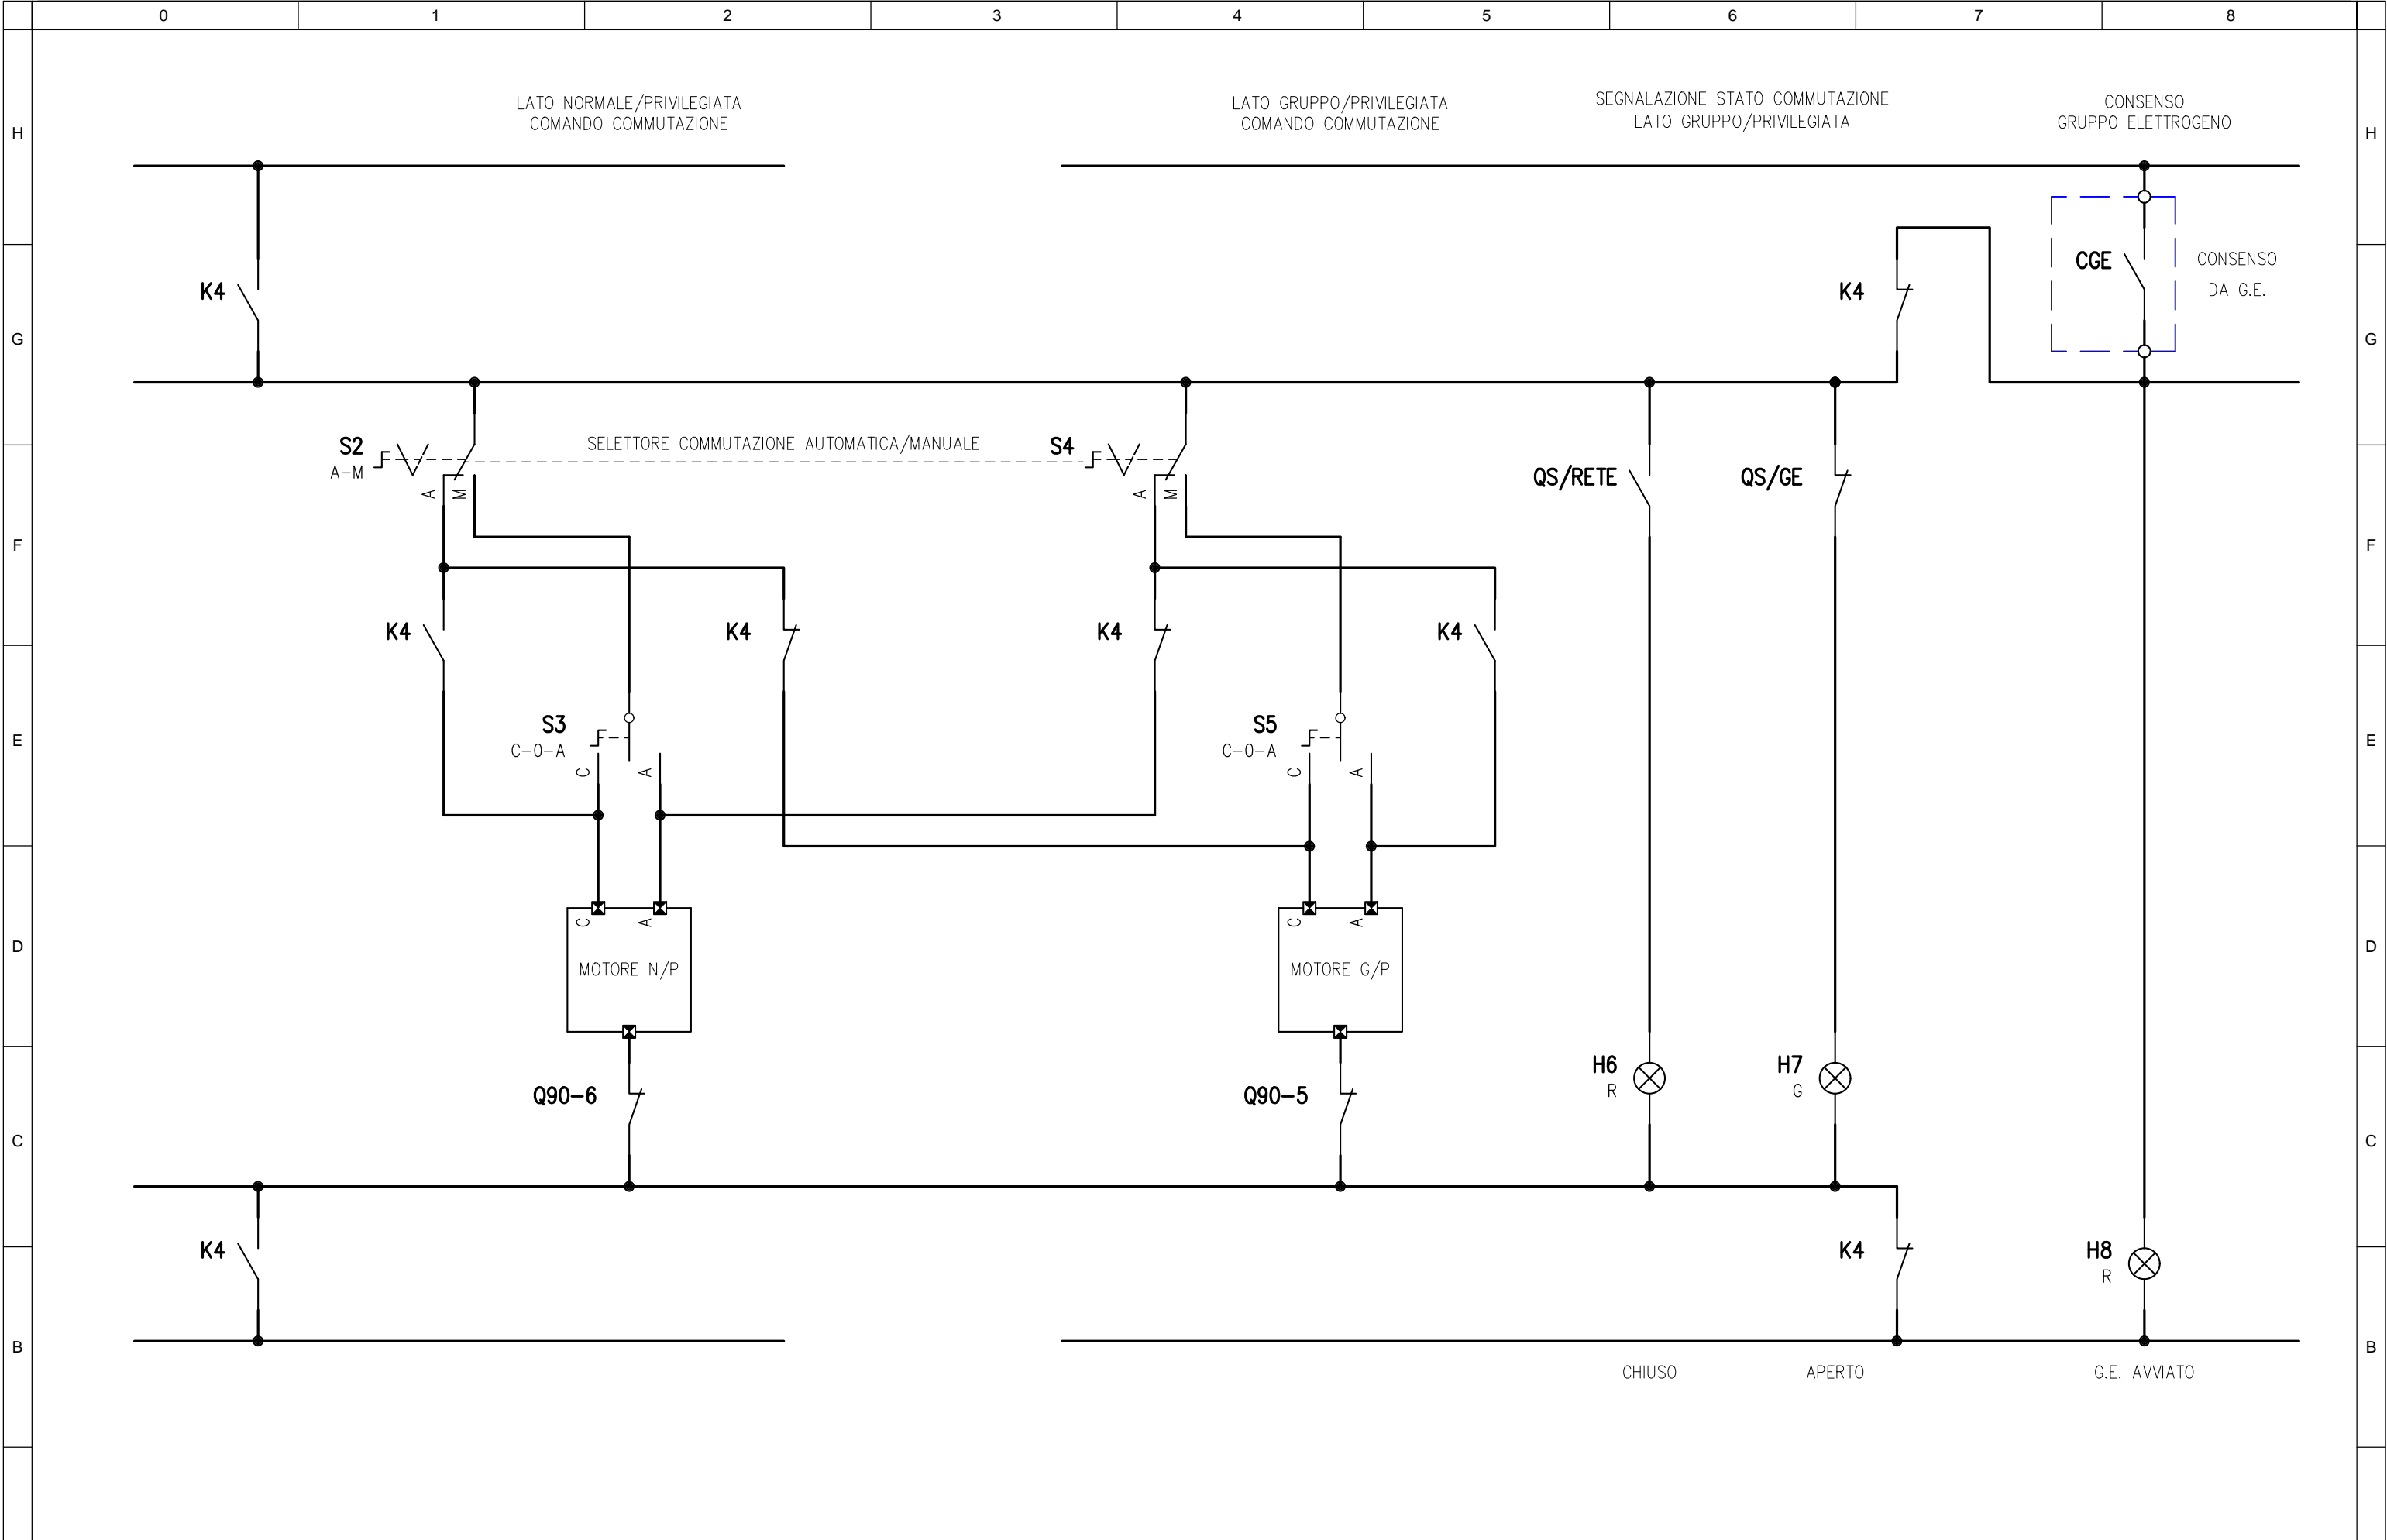 0 1 2 3 4 5 6 7 8
LATO NORMALE/PRIVILEGIATA
COMANDO COMMUTAZIONE
LATO GRUPPO/PRIVILEGIATA
COMANDO COMMUTAZIONE
SEGNALAZIONE STATO COMMUTAZIONE
LATO GRUPPO/PRIVILEGIATA
CONSENSO
GRUPPO ELETTROGENO
H H
K4
K4
CGE
CONSENSO
DA G.E.
G G
S2
A-M
SELETTORE COMMUTAZIONE AUTOMATICA/MANUALE
S4
A M
A M
QS/RETE
QS/GE
F F
K4
K4
K4
K4
S3
C-0-A
S5
C-0-A
E E
C A
C A
C A
C A
D D
MOTORE N/P
MOTORE G/P
Q90-6
Q90-5
H6
R
H7
G
C C
K4
K4
H8
R
B B
CHIUSO
APERTO
G.E. AVVIATO